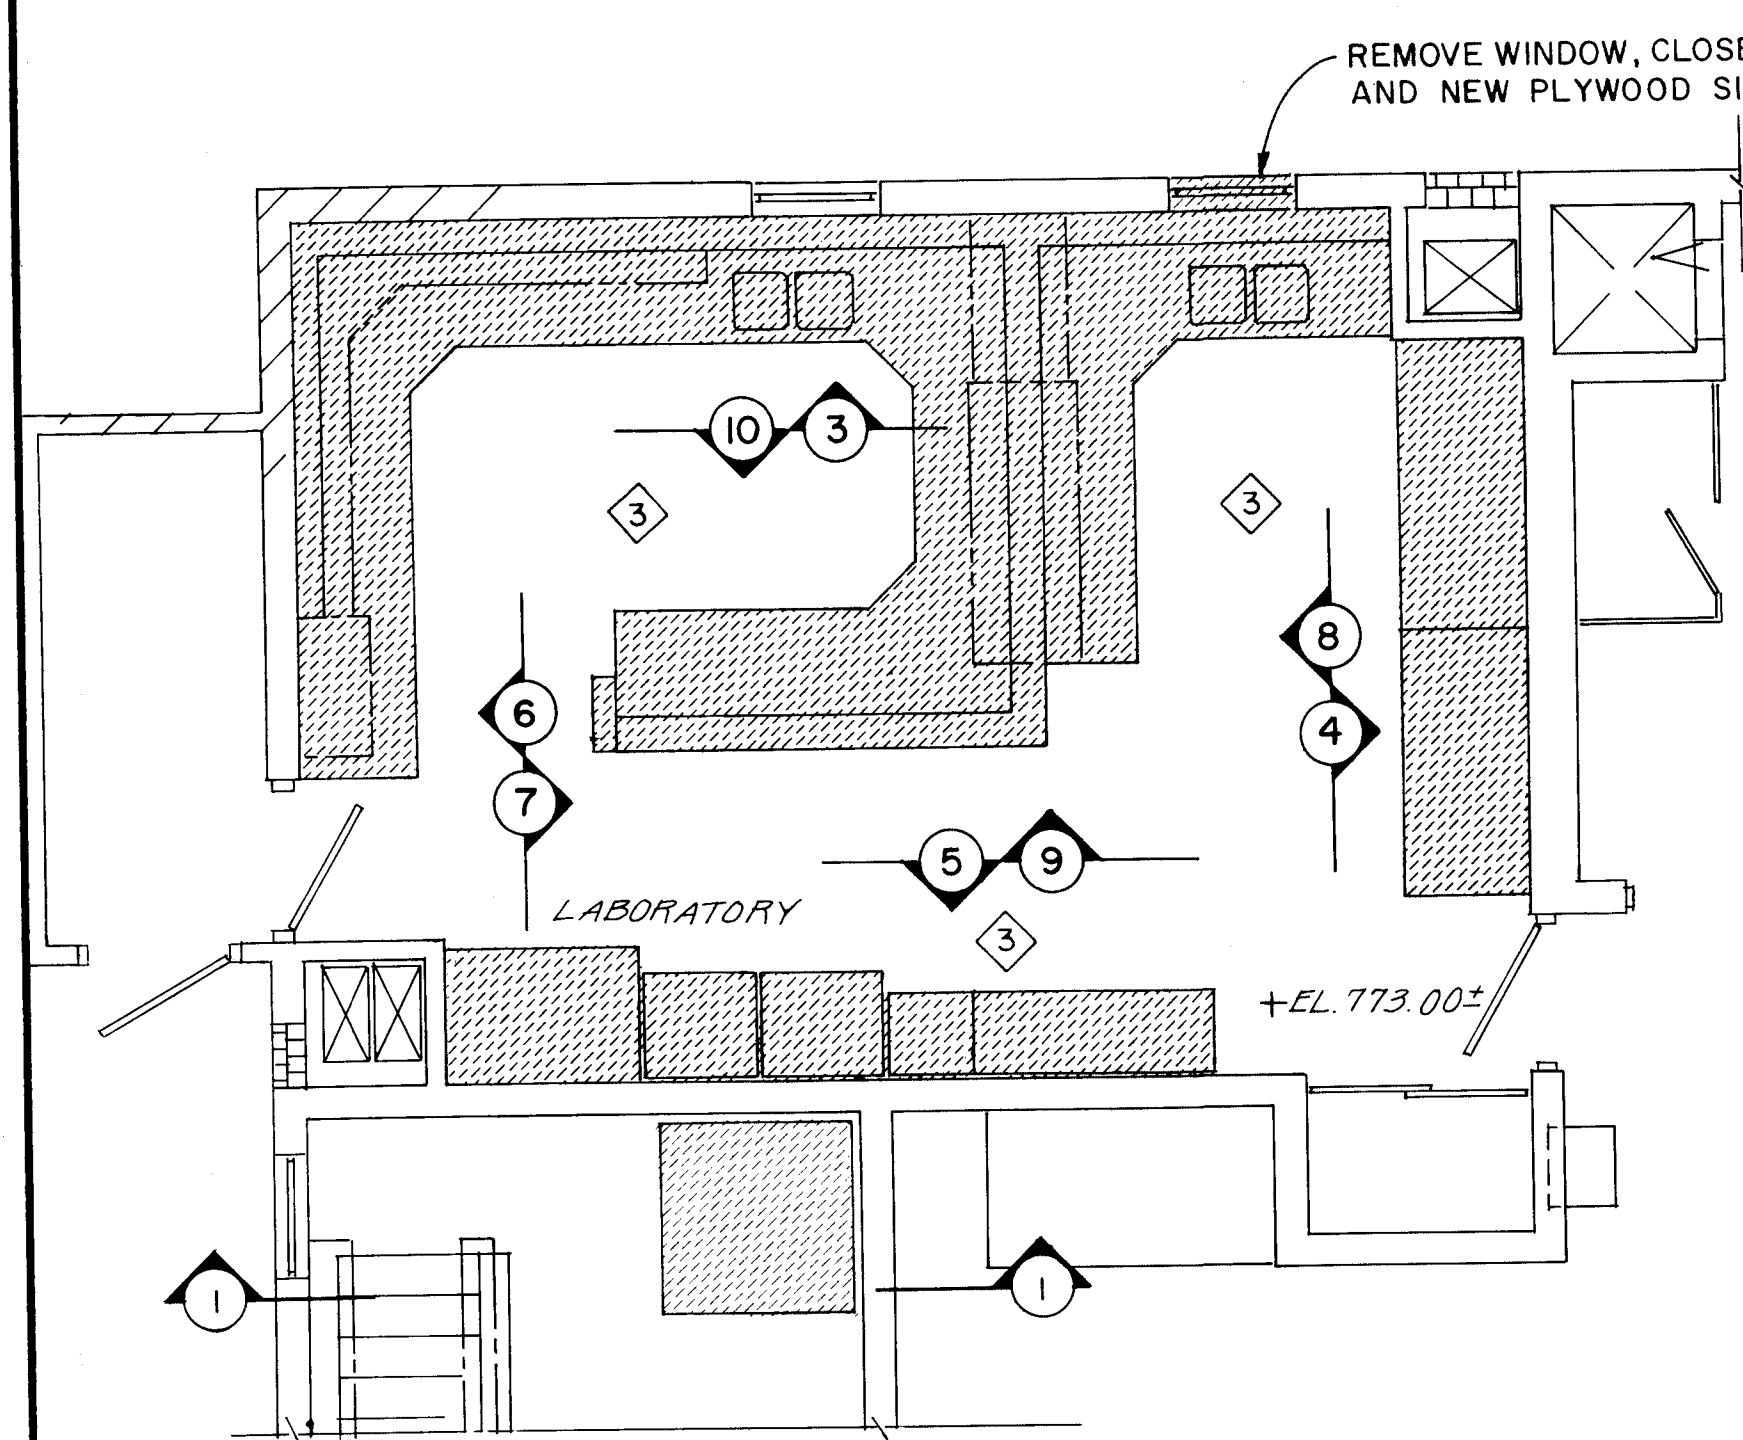 REMOVE WINDOW, CLOSE
AND NEW PLYWOOD SI
10 3
3
3
8
6
4
7
5 9
LABORATORY
3
+EL. 773.00±
1
1